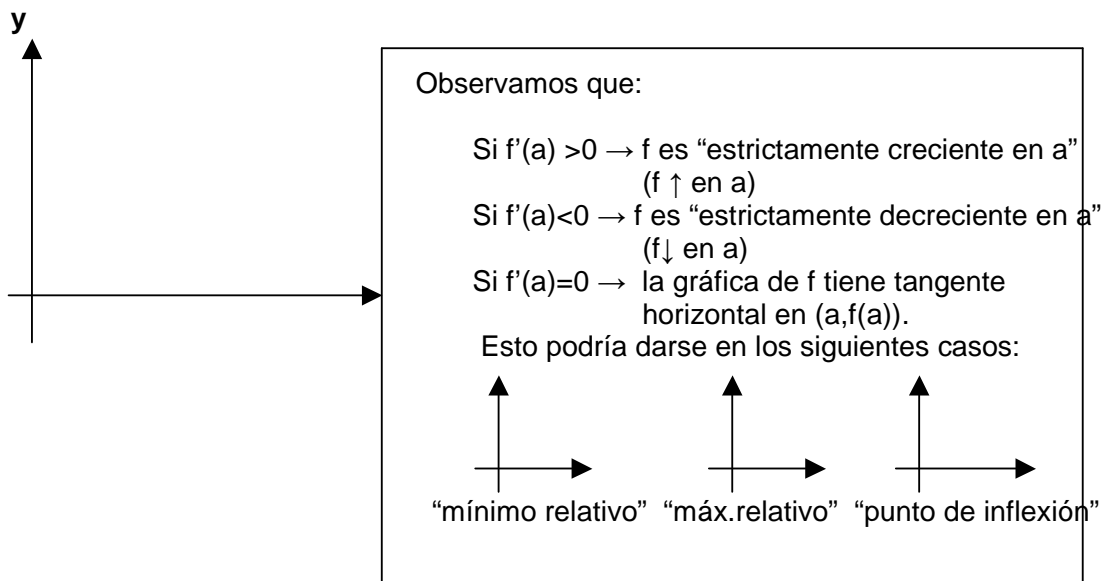 y
Observamos que:
Si f’(a) >0 → f es “estrictamente creciente en a”
(f ↑ en a)
Si f’(a)<0 → f es “estrictamente decreciente en a”
(f↓ en a)
Si f’(a)=0 → la gráfica de f tiene tangente
horizontal en (a,f(a)).
Esto podría darse en los siguientes casos:
“mínimo relativo” “máx.relativo” “punto de inflexión”